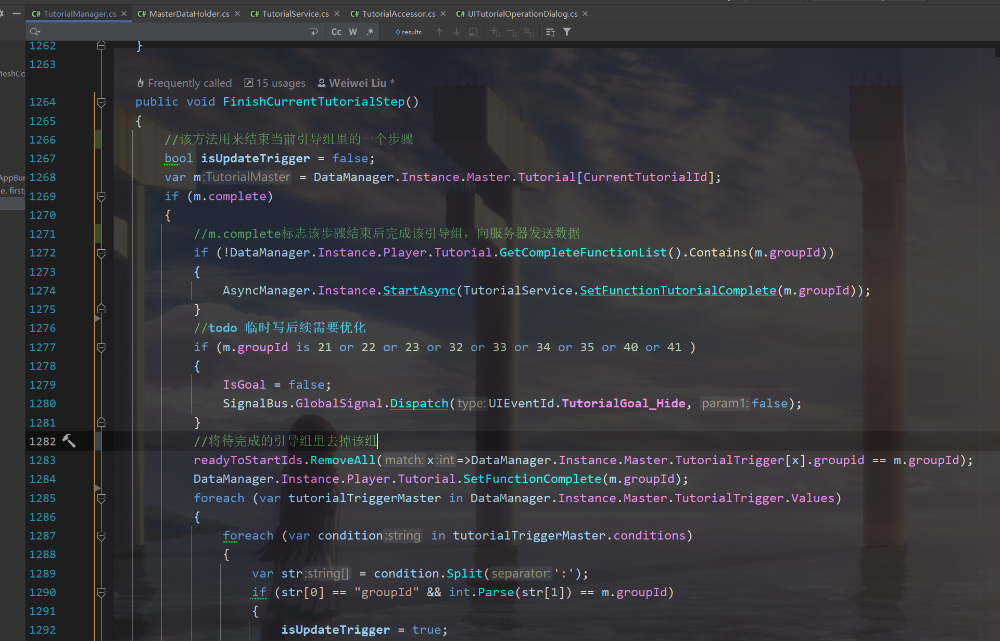 TutorialManager.cs MasterDataHolder.cs TutorialService.cs TutorialAccessor.cs UITutorialOperationDialog.cs
Cc W .* 0 results
1262 }
1263
Frequently called 15 usages Weiwei Liu *
1264 public void FinishCurrentTutorialStep()
1265 {
1266 //该方法用来结束当前引导组里的一个步骤
1267 bool isUpdateTrigger = false;
1268 var m :TutorialMaster = DataManager.Instance.Master.Tutorial[CurrentTutorialId];
1269 if (m.complete)
1270 {
1271 //m.complete标志该步骤结束后完成该引导组，向服务器发送数据
1272 if (!DataManager.Instance.Player.Tutorial.GetCompleteFunctionList().Contains(m.groupId))
1273 {
1274 AsyncManager.Instance.StartAsync(TutorialService.SetFunctionTutorialComplete(m.groupId));
1275 }
1276 //todo 临时写后续需要优化
1277 if (m.groupId is 21 or 22 or 23 or 32 or 33 or 34 or 35 or 40 or 41 )
1278 {
1279 IsGoal = false;
1280 SignalBus.GlobalSignal.Dispatch( type: UIEventId.TutorialGoal_Hide, param1: false);
1281 }
1282 //将待完成的引导组里去掉该组
1283 readyToStartIds.RemoveAll( match: x :int =>DataManager.Instance.Master.TutorialTrigger[x].groupid == m.groupId);
1284 DataManager.Instance.Player.Tutorial.SetFunctionComplete(m.groupId);
1285 foreach (var tutorialTriggerMaster in DataManager.Instance.Master.TutorialTrigger.Values)
1286 {
1287 foreach (var condition :string in tutorialTriggerMaster.conditions)
1288 {
1289 var str :string[] = condition.Split( separator: ':');
1290 if (str[0] == "groupId" && int.Parse(str[1]) == m.groupId)
1291 {
1292 isUpdateTrigger = true;
MeshCo
AppBun
e, first